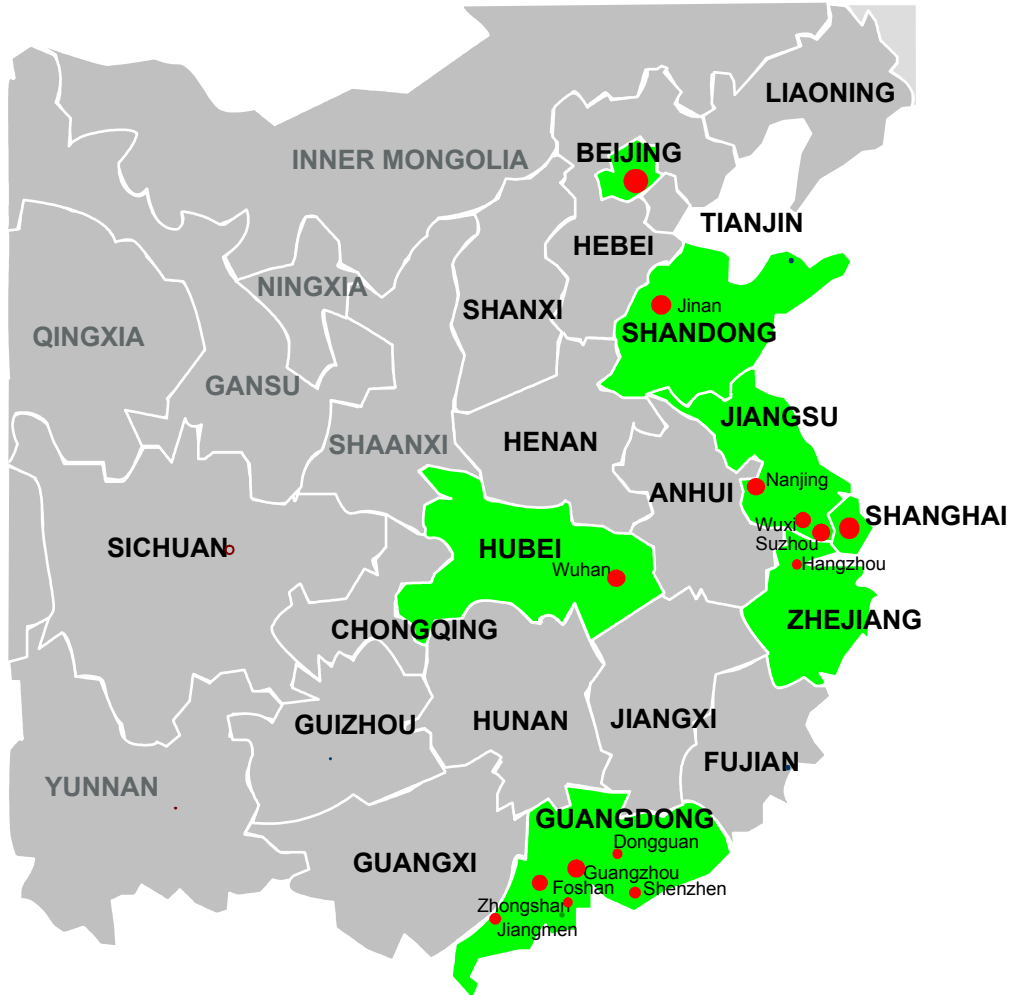 LIAONING
BEIJING
INNER MONGOLIA
TIANJIN
HEBEI
NINGXIA
SHANXI
Jinan
QINGXIA
SHANDONG
GANSU
JIANGSU
SHAANXI
HENAN
Nanjing
ANHUI
SHANGHAI
Wuxi
Suzhou
SICHUAN
HUBEI
Wuhan
Hangzhou
ZHEJIANG
CHONGQING
GUIZHOU
HUNAN
JIANGXI
FUJIAN
YUNNAN
GUANGDONG
Dongguan
GUANGXI
Guangzhou
Foshan
Shenzhen
Zhongshan
Jiangmen